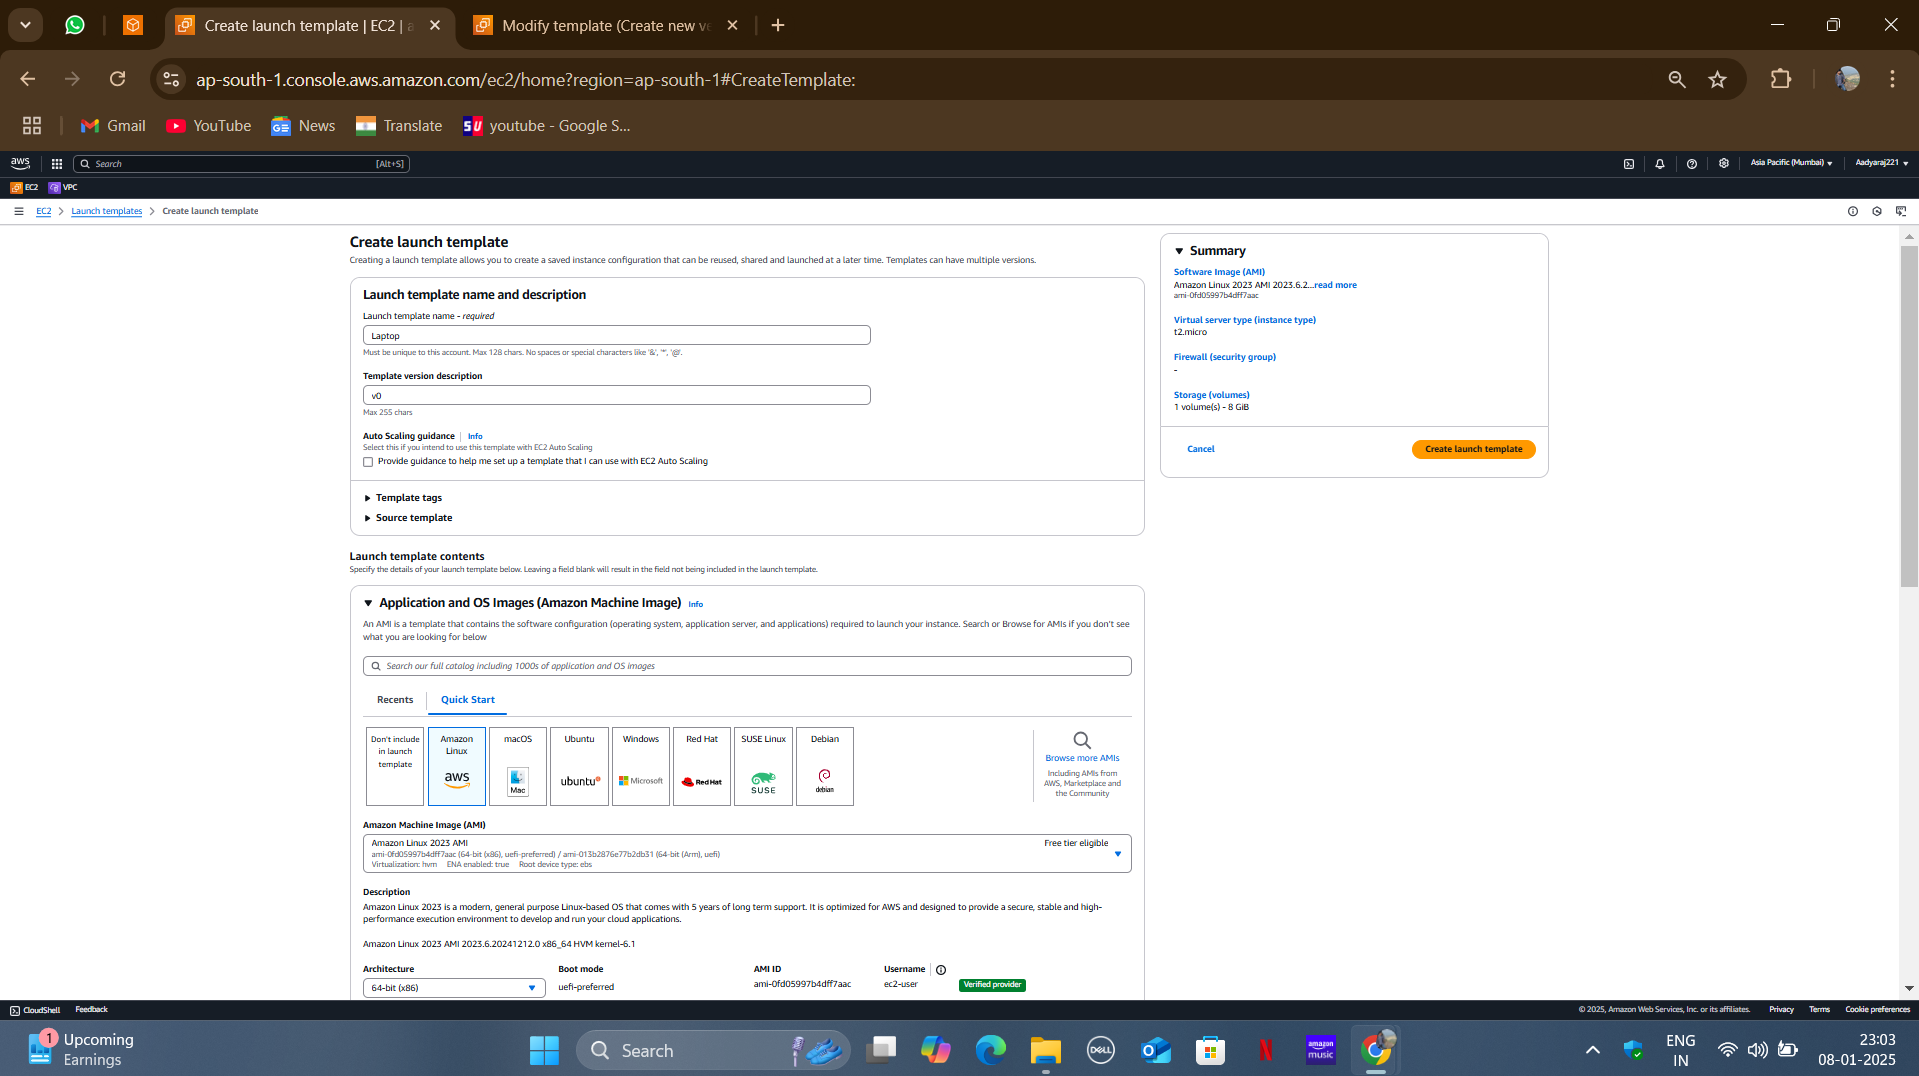 Create launch template | EC2 | a
Modify template (Create new ve
ap-south-1.console.aws.amazon.com/ec2/home?region=ap-south-1#CreateTemplate:
Gmail
YouTube
News
Translate
SU
youtube - Google S...
aws
Search
[Alt+S]
Asia Pacific (Mumbai)
Aadyaraj221
EC2
VPC
EC2 > Launch templates > Create launch template
Create launch template
Creating a launch template allows you to create a saved instance configuration that can be reused, shared and launched at a later time. Templates can have multiple versions.
Launch template name and description
Launch template name - required
Laptop
Must be unique to this account. Max 128 chars. No spaces or special characters like '&', '*', '@'.
Template version description
v0
Max 255 chars
Auto Scaling guidance
Info
Select this if you intend to use this template with EC2 Auto Scaling
Provide guidance to help me set up a template that I can use with EC2 Auto Scaling
Template tags
Source template
Launch template contents
Specify the details of your launch template below. Leaving a field blank will result in the field not being included in the launch template.
Application and OS Images (Amazon Machine Image)
Info
An AMI is a template that contains the software configuration (operating system, application server, and applications) required to launch your instance. Search or Browse for AMIs if you don't see
what you are looking for below
Search our full catalog including 1000s of application and OS images
Recents
Quick Start
Don't include
in launch
template
Amazon
Linux
aws
macOS
Mac
Ubuntu
ubuntu
Windows
Microsoft
Red Hat
Red Hat
SUSE Linux
SUSE
Debian
debian
Browse more AMIs
Including AMIs from
AWS, Marketplace and
the Community
Amazon Machine Image (AMI)
Amazon Linux 2023 AMI
Free tier eligible
ami-0fd05997b4dff7aac (64-bit (x86), uefi-preferred) / ami-013b2876e77b2db31 (64-bit (Arm), uefi)
Virtualization: hvm ENA enabled: true Root device type: ebs
Description
Amazon Linux 2023 is a modern, general purpose Linux-based OS that comes with 5 years of long term support. It is optimized for AWS and designed to provide a secure, stable and high-
performance execution environment to develop and run your cloud applications.
Amazon Linux 2023 AMI 2023.6.20241212.0 x86_64 HVM kernel-6.1
Architecture
Boot mode
AMI ID
Username
64-bit (x86)
uefi-preferred
ami-0fd05997b4dff7aac
ec2-user
Verified provider
Summary
Software Image (AMI)
Amazon Linux 2023 AMI 2023.6.2...read more
ami-0fd05997b4dff7aac
Virtual server type (instance type)
t2.micro
Firewall (security group)
-
Storage (volumes)
1 volume(s) - 8 GiB
Cancel
Create launch template
CloudShell
Feedback
© 2025, Amazon Web Services, Inc. or its affiliates.
Privacy
Terms
Cookie preferences
1
Upcoming
Earnings
Search
DELL
amazon
music
ENG
IN
23:03
08-01-2025